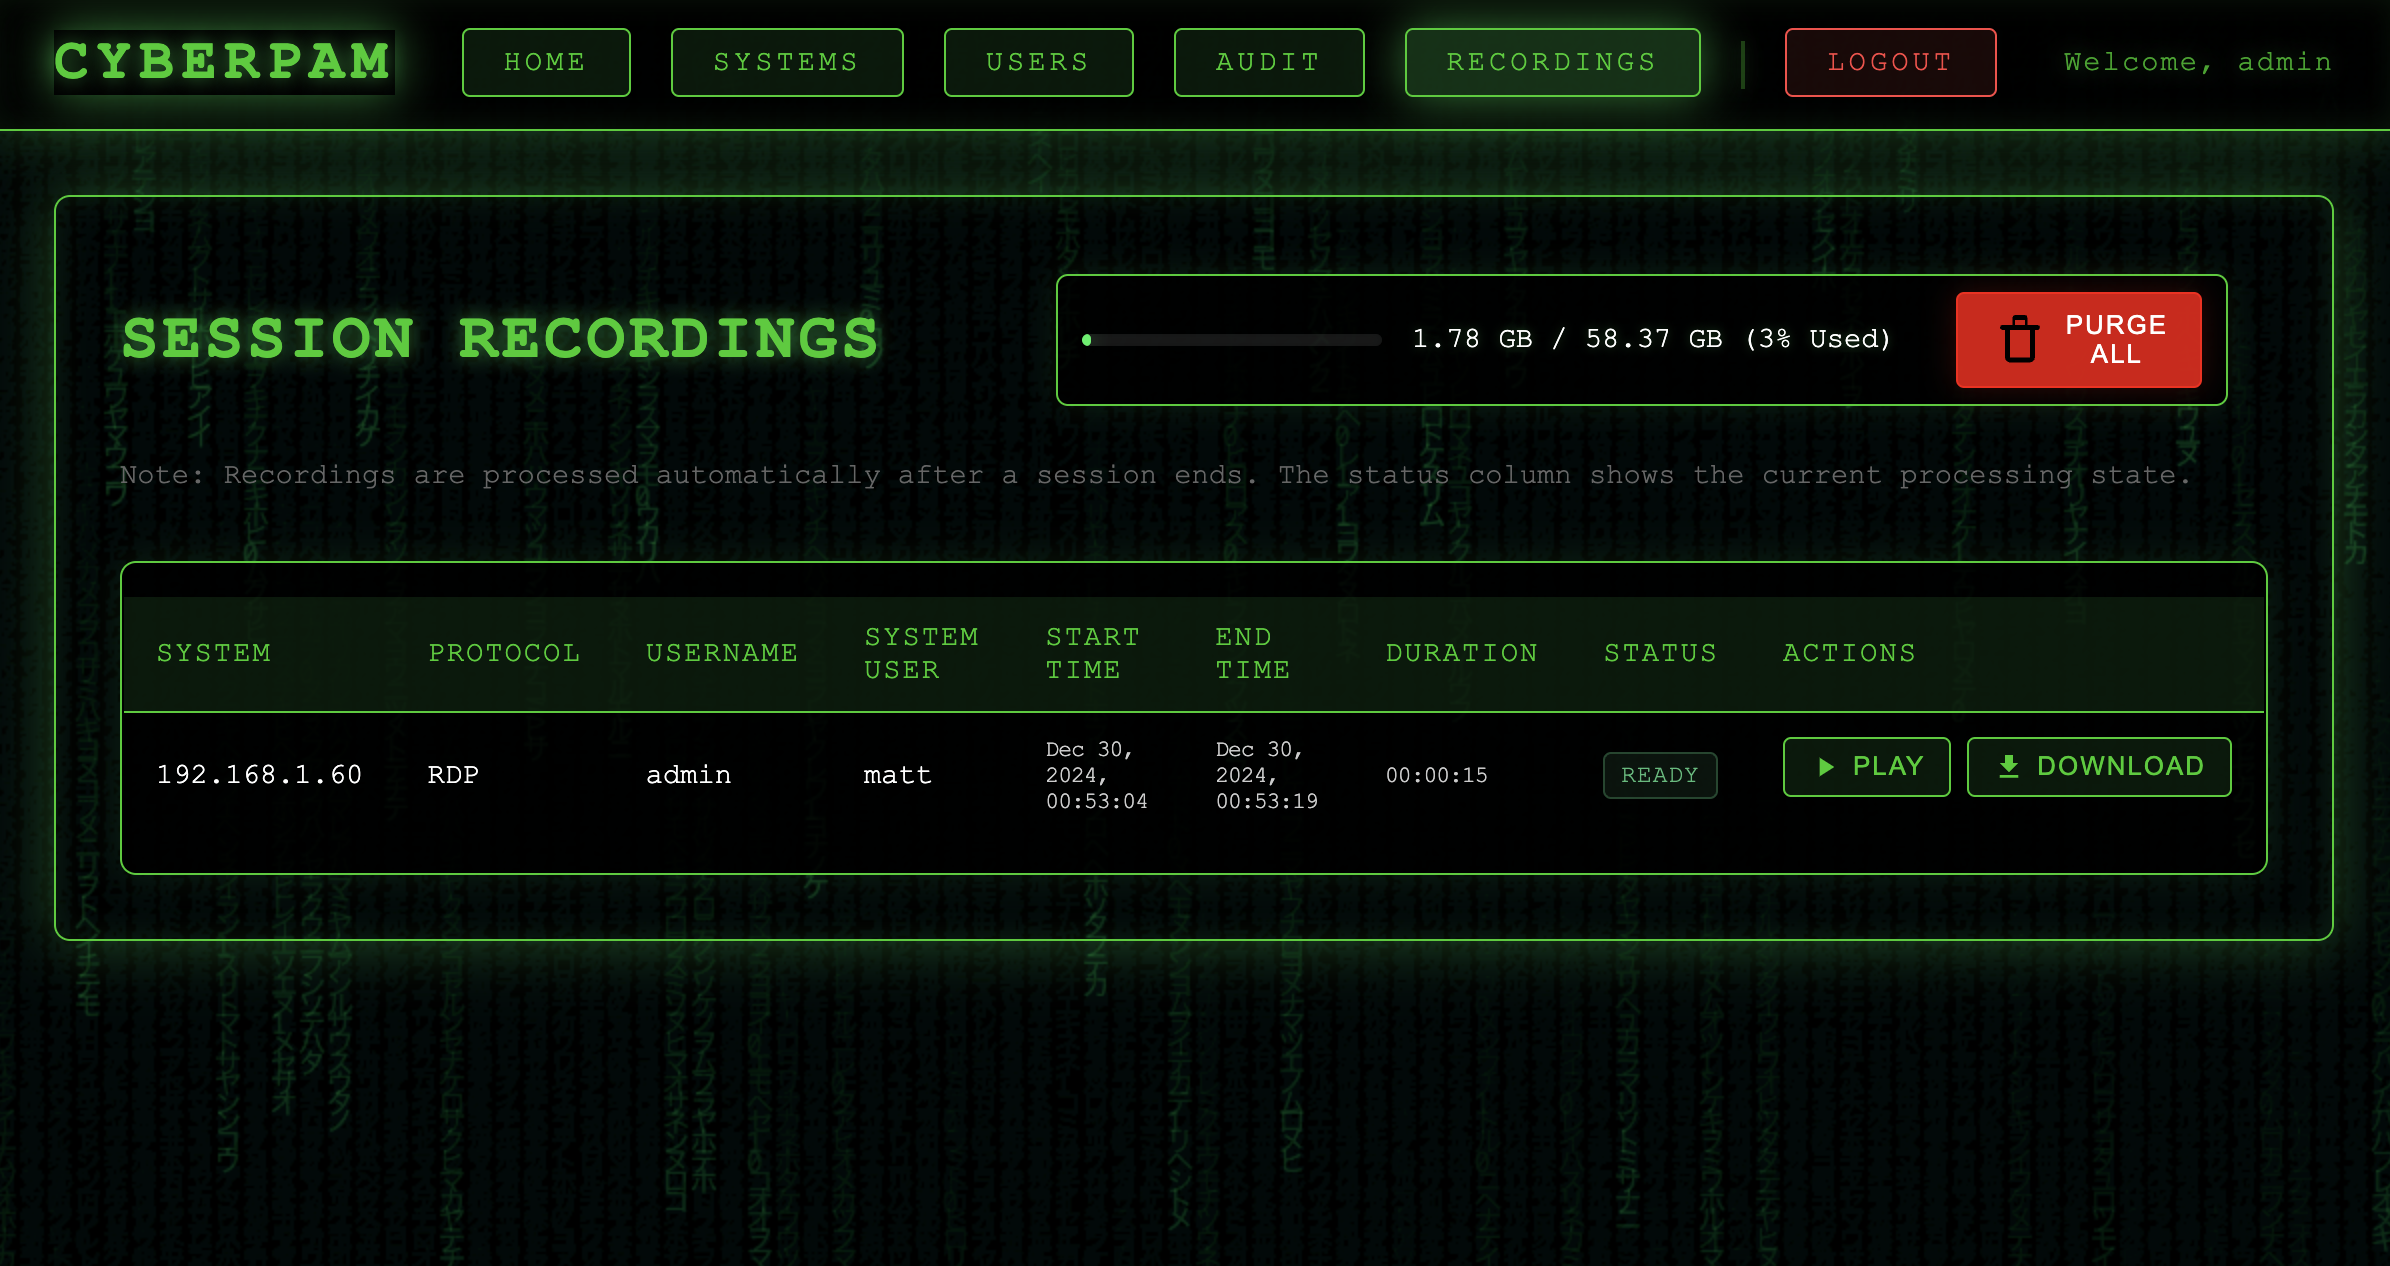 CYBERPAM
HOME
SYSTEMS
USERS
AUDIT
RECORDINGS
LOGOUT
Welcome, admin
SESSION RECORDINGS
1.78 GB / 58.37 GB (3% Used)
PURGE
ALL
Note: Recordings are processed automatically after a session ends. The status column shows the current processing state.
SYSTEM
PROTOCOL
USERNAME
SYSTEM
USER
START
TIME
END
TIME
DURATION
STATUS
ACTIONS
192.168.1.60
RDP
admin
matt
Dec 30,
2024,
00:53:04
Dec 30,
2024,
00:53:19
00:00:15
READY
PLAY
DOWNLOAD